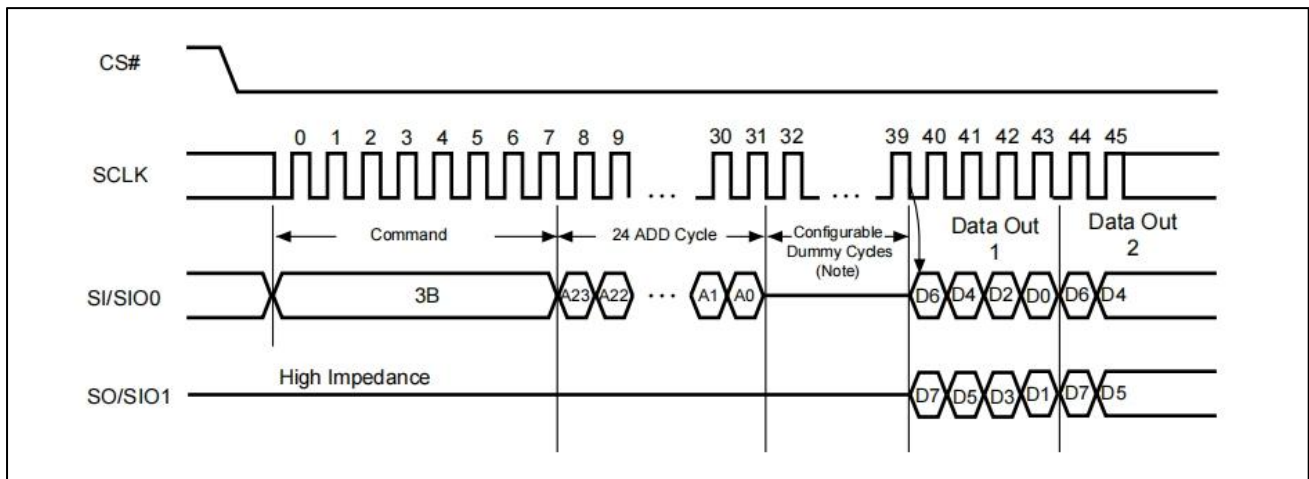 CS#
0 1 2 3 4 5 6 7 8 9 30 31 32 39 40 41 42 43 44 45
SCLK
... ...
Command 24 ADD Cycle Configurable Data Out Data Out
Dummy Cycles 1 2
(Note)
SI/SIO0 3B A23 A22 ... A1 A0 D6 D4 D2 D0 D6 D4
High Impedance
SO/SIO1 D7 D5 D3 D1 D7 D5